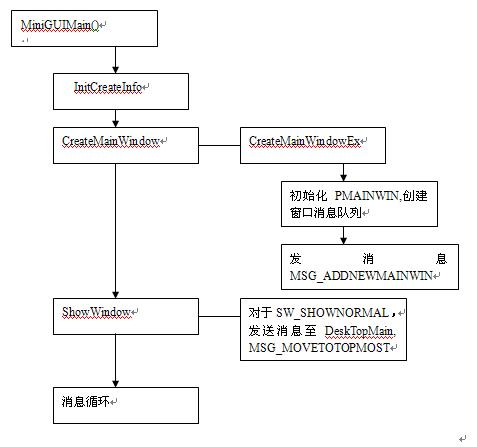 MiniGUIMain()
InitCreateInfo
CreateMainWindow
CreateMainWindowEx
初始化 PMAINWIN,创建
窗口消息队列
发 消 息
MSG_ADDNEWMAINWIN
ShowWindow
对于 SW_SHOWNORMAL，
发送消息至 DeskTopMain,
MSG_MOVETOTOPMOST
消息循环